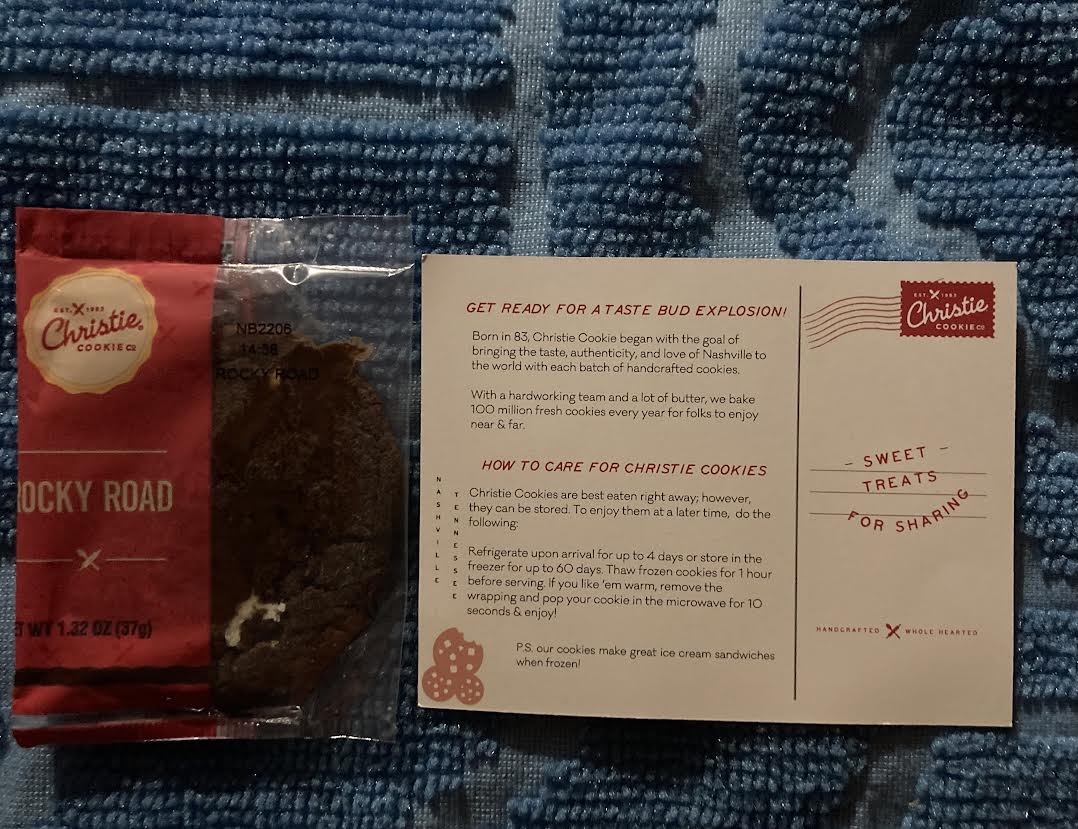 EST. 1983
Christie®
COOKIE CO
NB2206
14:38
ROCKY ROAD
ROCKY ROAD
WT 1.32 OZ (37g)
GET READY FOR A TASTE BUD EXPLOSION!
Born in 83, Christie Cookie began with the goal of
bringing the taste, authenticity, and love of Nashville to
the world with each batch of handcrafted cookies.
With a hardworking team and a lot of butter, we bake
100 million fresh cookies every year for folks to enjoy
near & far.
HOW TO CARE FOR CHRISTIE COOKIES
Christie Cookies are best eaten right away; however,
they can be stored. To enjoy them at a later time, do the
following:
Refrigerate upon arrival for up to 4 days or store in the
freezer for up to 60 days. Thaw frozen cookies for 1 hour
before serving. If you like 'em warm, remove the
wrapping and pop your cookie in the microwave for 10
seconds & enjoy!
P.S. our cookies make great ice cream sandwiches
when frozen!
NASHVILLE
TENNESSEE
EST. 1983
Christie
COOKIE CO
- SWEET -
TREATS
FOR SHARING
HANDCRAFTED WHOLE HEARTED